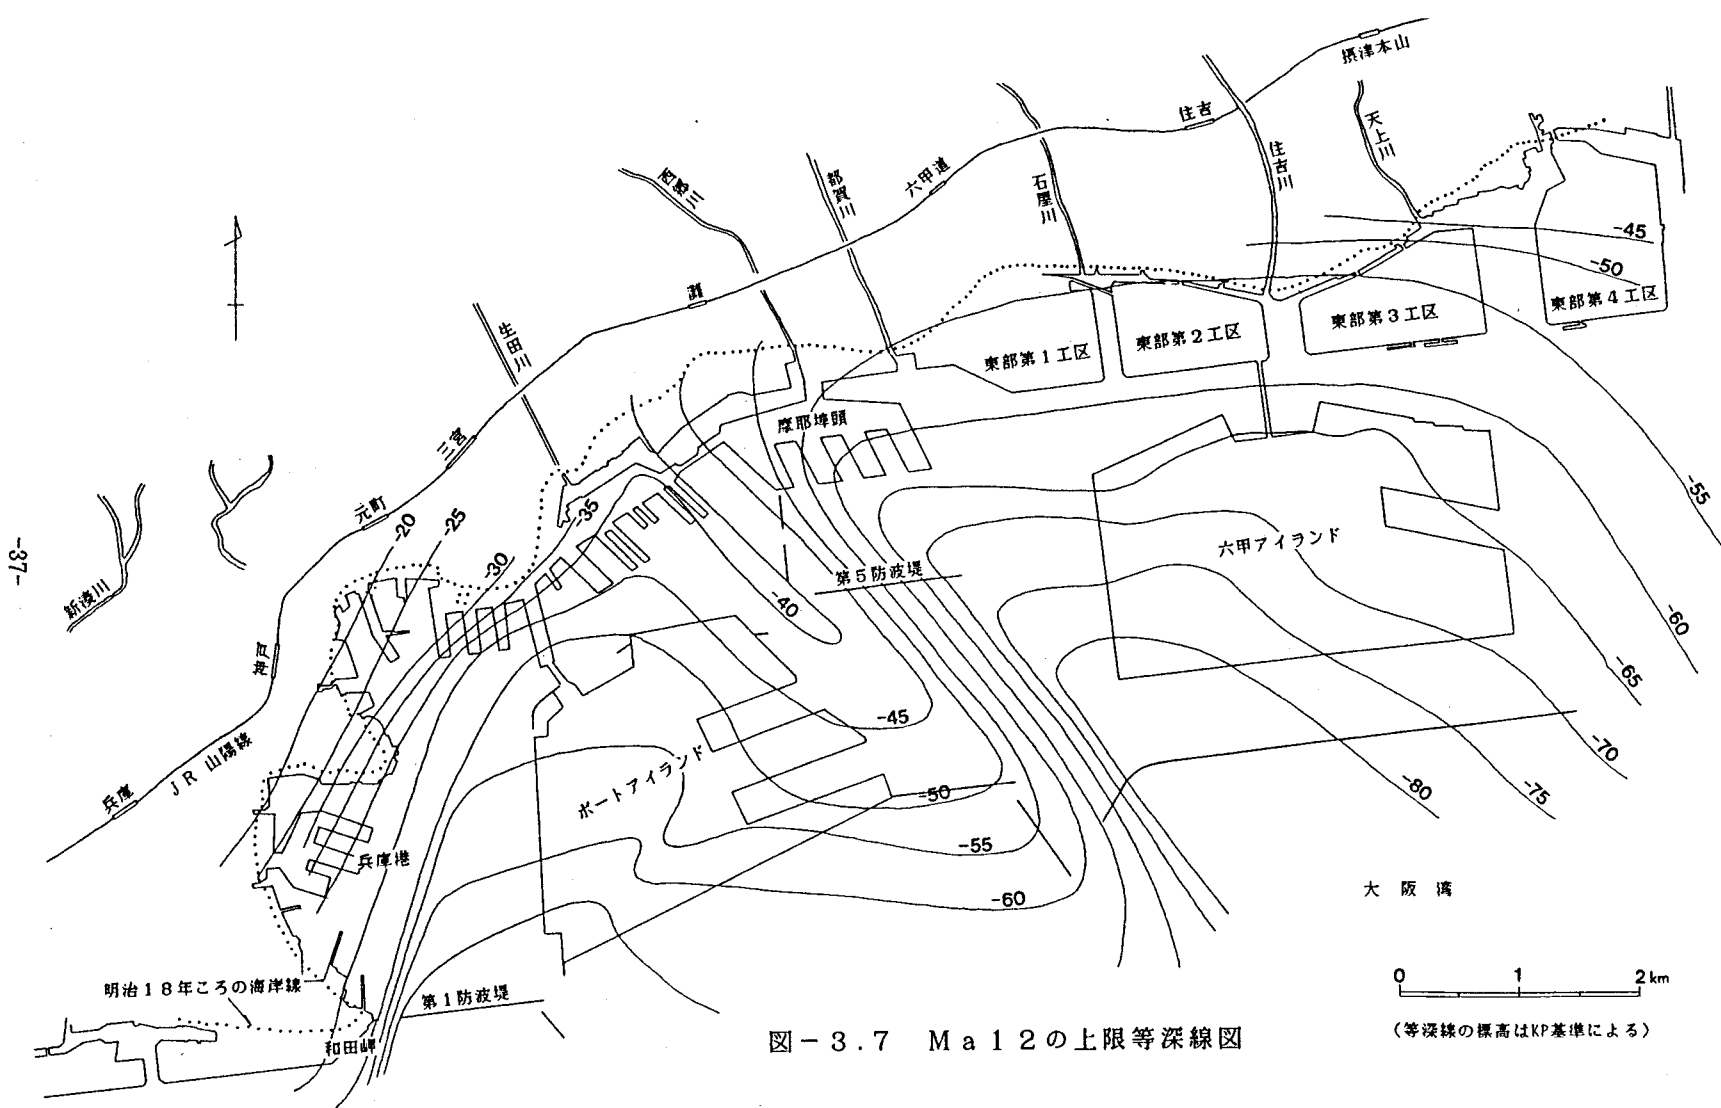 摂津本山
住吉
天上川
住吉川
六甲道
石屋川
都賀川
西郷川
灘
生田川
三宮
元町
神戸
兵庫
JR 山陽線
新湊川
-20
-25
-30
-35
-40
-45
-50
-55
-60
-45
-50
-55
-60
-65
-70
-75
-80
東部第1工区
東部第2工区
東部第3工区
東部第4工区
摩耶埠頭
六甲アイランド
第5防波堤
ポートアイランド
兵庫港
大阪湾
明治18年ころの海岸線
第1防波堤
和田岬
0 1 2km
(等深線の標高はKP基準による)
図-3.7 Ma12の上限等深線図
-37-